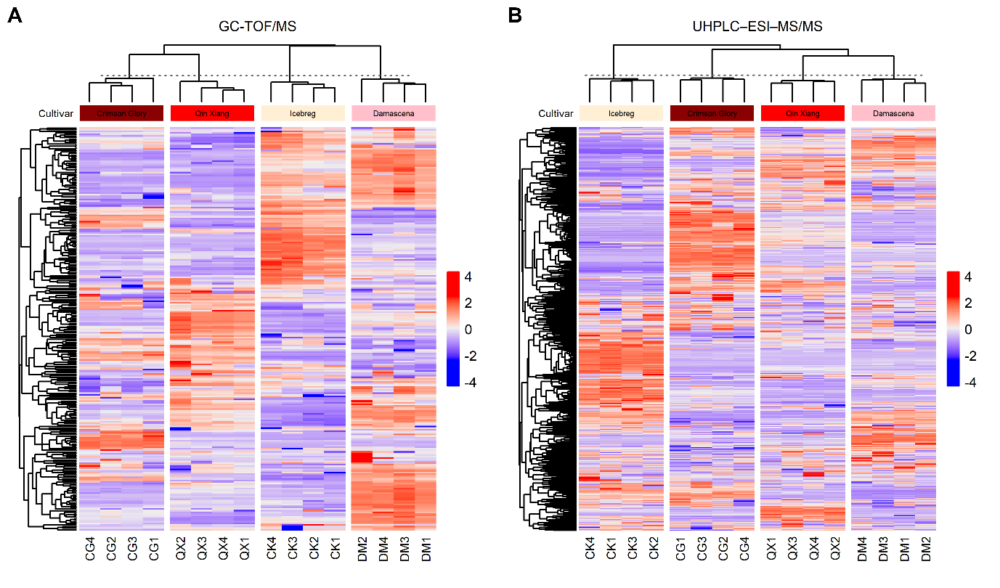 A
GC-TOF/MS
Cultivar
Crimson Glory
Qin Xiang
Icebreg
Damascena
4
2
0
-2
-4
CG4
CG2
CG3
CG1
QX2
QX3
QX4
QX1
CK4
CK3
CK2
CK1
DM2
DM4
DM3
DM1
B
UHPLC–ESI–MS/MS
Cultivar
Icebreg
Crimson Glory
Qin Xiang
Damascena
4
2
0
-2
-4
CK4
CK1
CK3
CK2
CG1
CG3
CG2
CG4
QX1
QX3
QX4
QX2
DM4
DM3
DM1
DM2